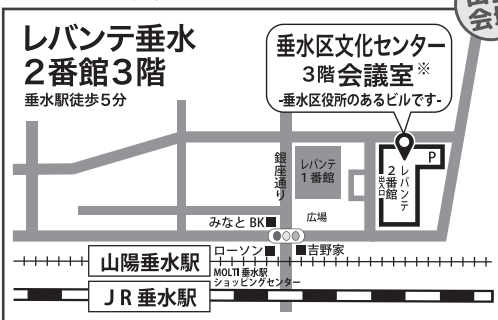 レバンテ垂水
2番館3階
垂水駅徒歩5分
垂水区文化センター
3階 会議室※
-垂水区役所のあるビルです-
銀座通り
レバンテ
1番館
P
レバンテ
2番館
出入口
みなとBK
広場
ローソン
吉野家
山陽垂水駅
MOLTI 垂水駅
ショッピングセンター
JR垂水駅